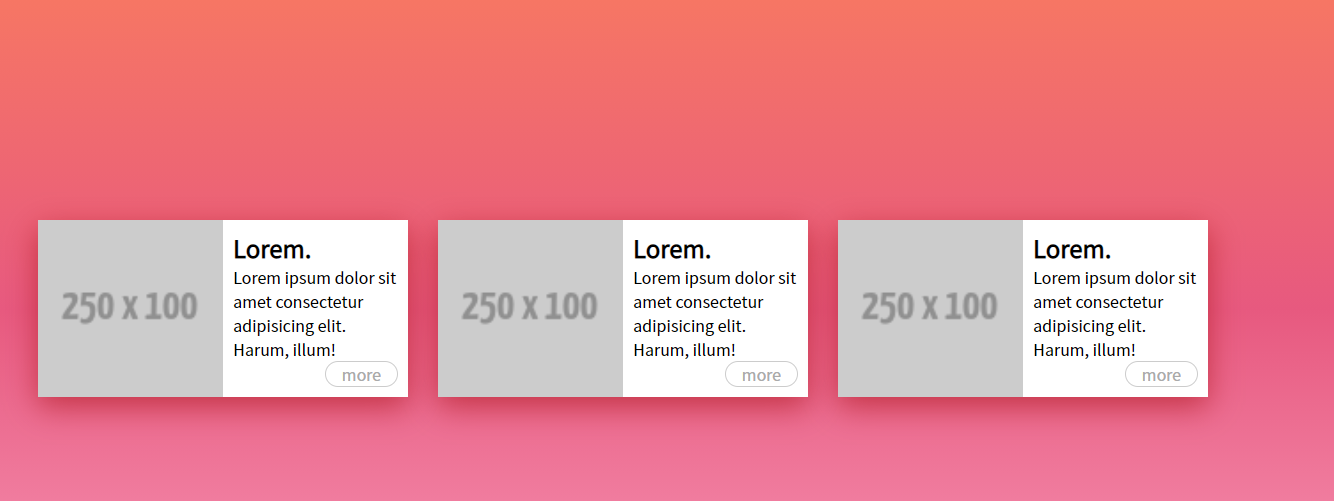 250 x 100
Lorem.
Lorem ipsum dolor sit
amet consectetur
adipisicing elit.
Harum, illum!
more
250 x 100
Lorem.
Lorem ipsum dolor sit
amet consectetur
adipisicing elit.
Harum, illum!
more
250 x 100
Lorem.
Lorem ipsum dolor sit
amet consectetur
adipisicing elit.
Harum, illum!
more